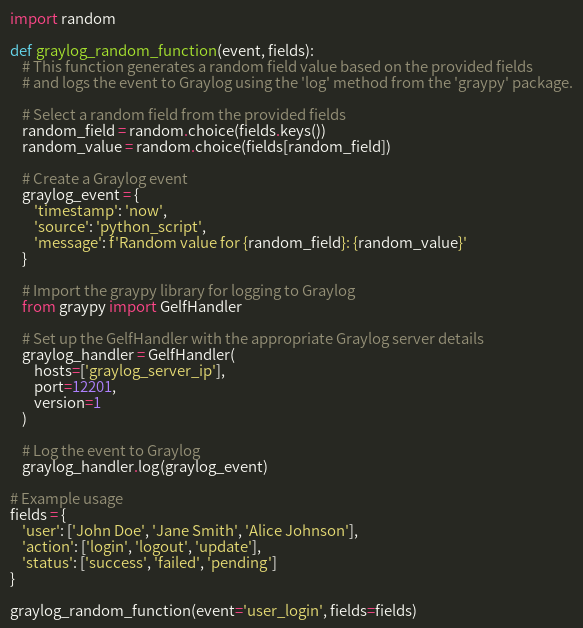 import random
def graylog_random_function(event, fields):
# This function generates a random field value based on the provided fields
# and logs the event to Graylog using the 'log' method from the 'graypy' package.
# Select a random field from the provided fields
random_field = random.choice(fields.keys())
random_value = random.choice(fields[random_field])
# Create a Graylog event
graylog_event = {
'timestamp': 'now',
'source': 'python_script',
'message': f'Random value for {random_field}: {random_value}'
}
# Import the graypy library for logging to Graylog
from graypy import GelfHandler
# Set up the GelfHandler with the appropriate Graylog server details
graylog_handler = GelfHandler(
hosts=['graylog_server_ip'],
port=12201,
version=1
)
# Log the event to Graylog
graylog_handler.log(graylog_event)
# Example usage
fields = {
'user': ['John Doe', 'Jane Smith', 'Alice Johnson'],
'action': ['login', 'logout', 'update'],
'status': ['success', 'failed', 'pending']
}
graylog_random_function(event='user_login', fields=fields)